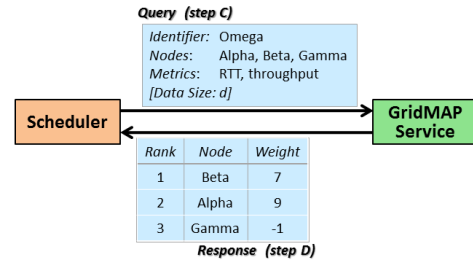 Query (step C)
Identifier: Omega
Nodes: Alpha, Beta, Gamma
Metrics: RTT, throughput
[Data Size: d]
Scheduler
GridMAP
Service
Rank Node Weight
1 Beta 7
2 Alpha 9
3 Gamma -1
Response (step D)